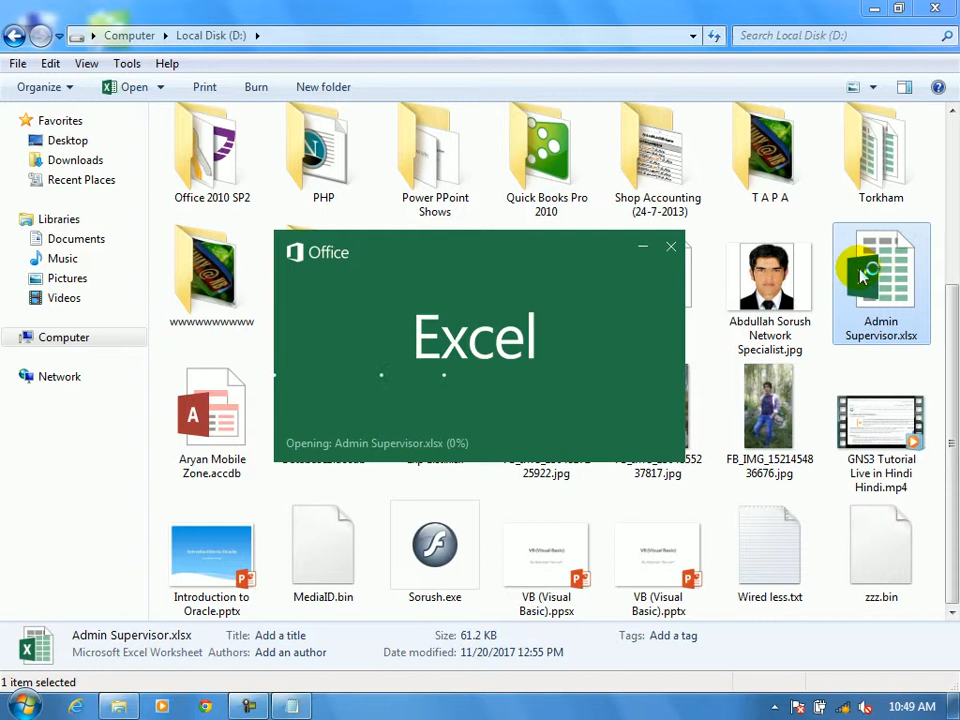 Computer
Local Disk (D:)
Search Local Disk (D:)
File
Edit
View
Tools
Help
Organize
Open
Print
Burn
New folder
Favorites
Desktop
Downloads
Recent Places
Libraries
Documents
Music
Pictures
Videos
Computer
Network
Office 2010 SP2
PHP
Power PPoint
Shows
Quick Books Pro
2010
Shop Accounting
(24-7-2013)
T A P A
Torkham
wwwwwwwwww
Office
Excel
Opening: Admin Supervisor.xlsx (0%)
Abdullah Sorush
Network
Specialist.jpg
Admin
Supervisor.xlsx
Aryan Mobile
Zone.accdb
25922.jpg
37817.jpg
FB_IMG_15214548
36676.jpg
GNS3 Tutorial
Live in Hindi
Hindi.mp4
Introduction to
Oracle.pptx
MediaID.bin
Sorush.exe
VB (Visual Basic)
VB (Visual
Basic).ppsx
VB (Visual Basic)
VB (Visual
Basic).pptx
Wired less.txt
zzz.bin
Admin Supervisor.xlsx
Title: Add a title
Size: 61.2 KB
Tags: Add a tag
Microsoft Excel Worksheet
Authors: Add an author
Date modified: 11/20/2017 12:55 PM
1 item selected
10:49 AM